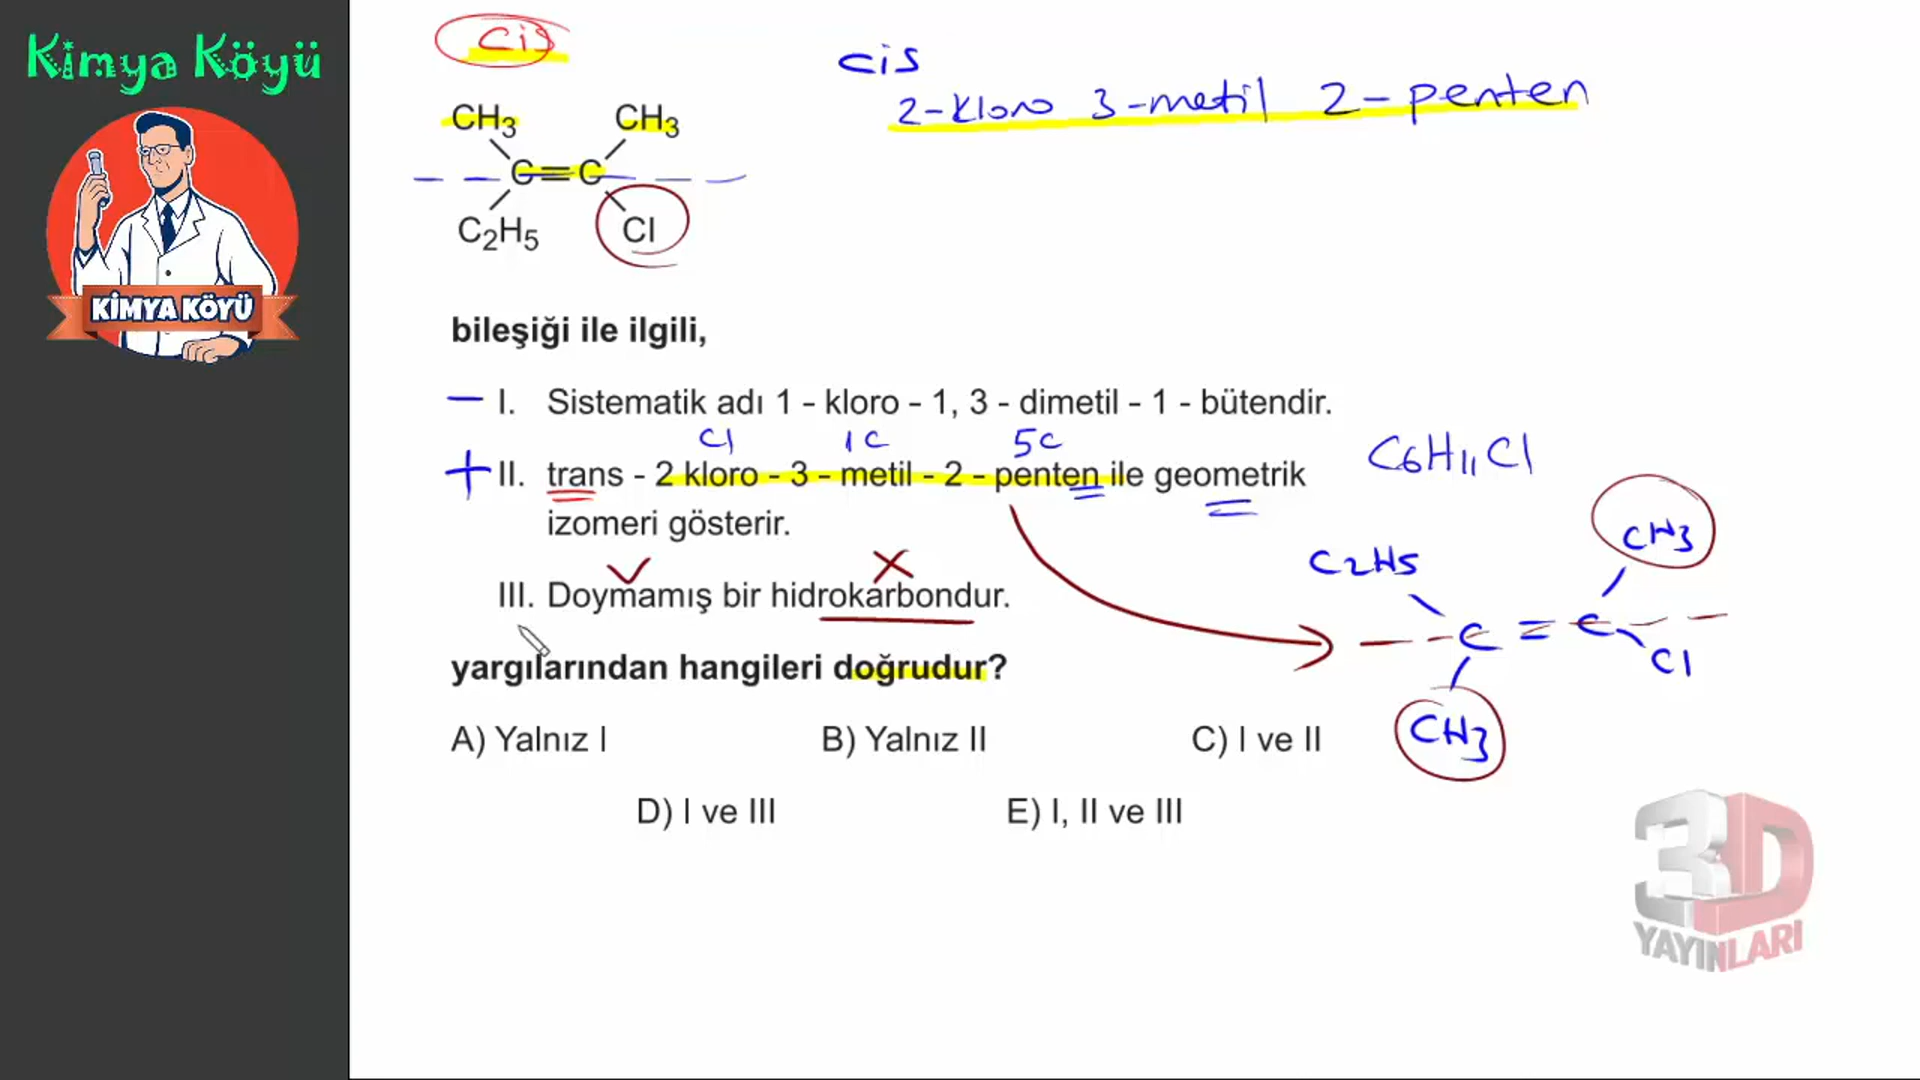 Kimya Köyü
KİMYA KÖYÜ
cis
cis
2-kloro 3-metil 2-penten
CH3 CH3
C=C
C2H5 Cl
bileşiği ile ilgili,
– I. Sistematik adı 1 - kloro - 1, 3 - dimetil - 1 - bütendir.
Cl 1C 5C
+ II. trans - 2 kloro - 3 - metil - 2 - penten ile geometrik
izomeri gösterir.
C6H11Cl
III. Doymamış bir hidrokarbondur.
C2H5 CH3
C=C
CH3 Cl
yargılarından hangileri doğrudur?
A) Yalnız I B) Yalnız II C) I ve II
D) I ve III E) I, II ve III
3D
YAYINLARI